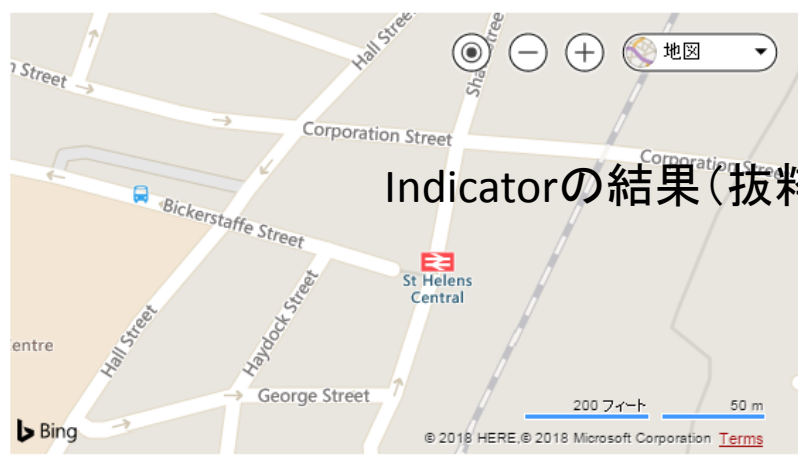 Hall Street
地図
Street
Corporation Street
Corporation Street
Indicatorの結果(抜
Bickerstaffe Street
St Helens
Central
Haydock Street
Hall Street
entre
George Street
200 フィート 50 m
Bing
© 2018 HERE,© 2018 Microsoft Corporation Terms